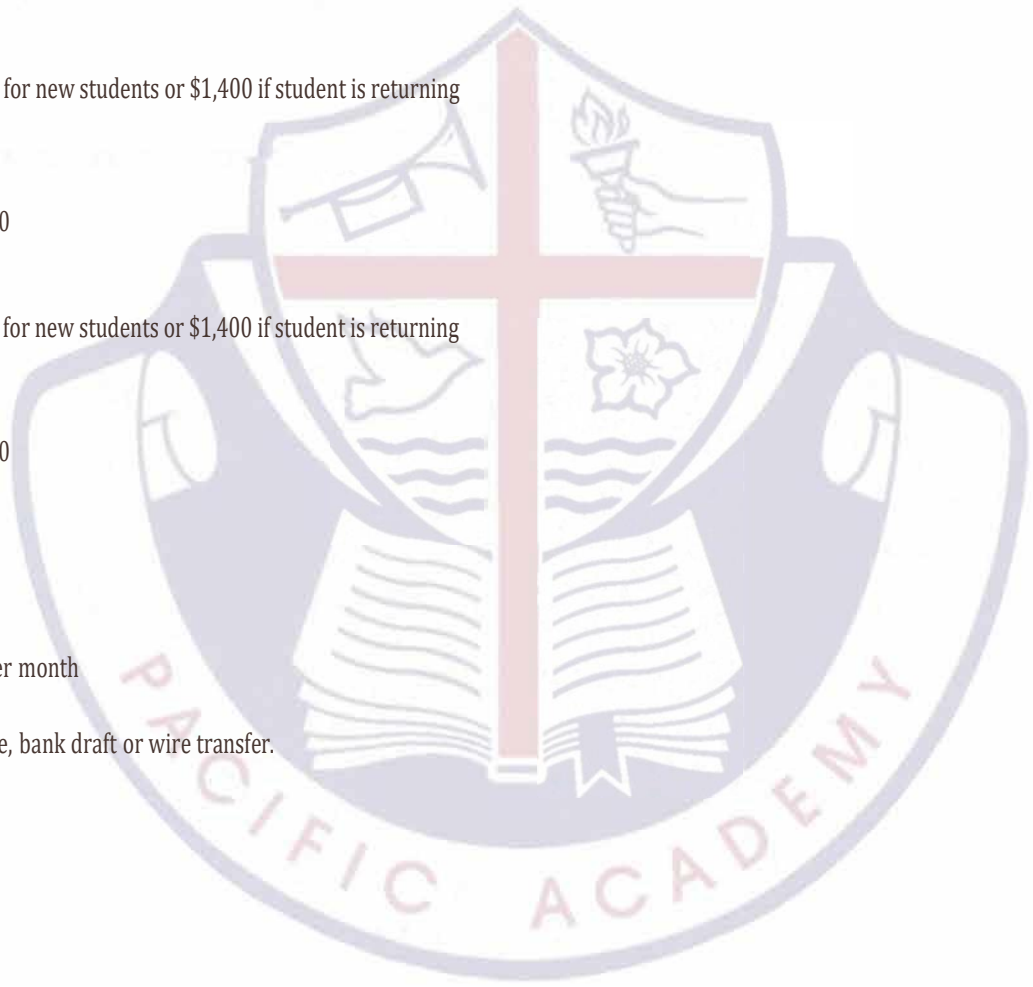 for new students or $1,400 if student is returning
0
for new students or $1,400 if student is returning
0
er month
e, bank draft or wire transfer.
PACIFIC ACADEMY